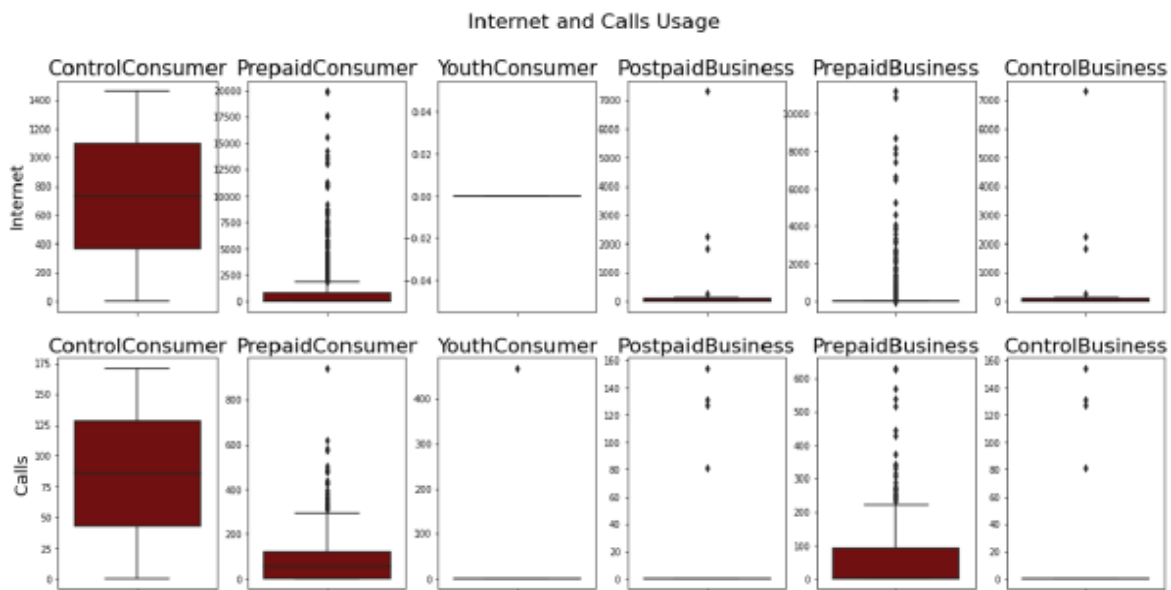 Internet and Calls Usage
ControlConsumer PrepaidConsumer YouthConsumer PostpaidBusiness PrepaidBusiness ControlBusiness
1400 20000 0.04 7000 10000 7000
1200 17500 6000 6000
1000 15000 0.02 8000
800 12500 5000 5000
Internet
600 10000 0.00 4000 6000 4000
400 7500 3000 4000 3000
200 5000 −0.02 2000 2000 2000
0 2500 −0.04 1000 0 1000
0 0 0
ControlConsumer PrepaidConsumer YouthConsumer PostpaidBusiness PrepaidBusiness ControlBusiness
175 160 160
150 800 400 140 600 140
125 120 500 120
100 600 300 100 400 100
Calls
75 400 200 80 300 80
50 60 200 60
25 200 100 40 100 40
20 20
0 0 0 0 0 0